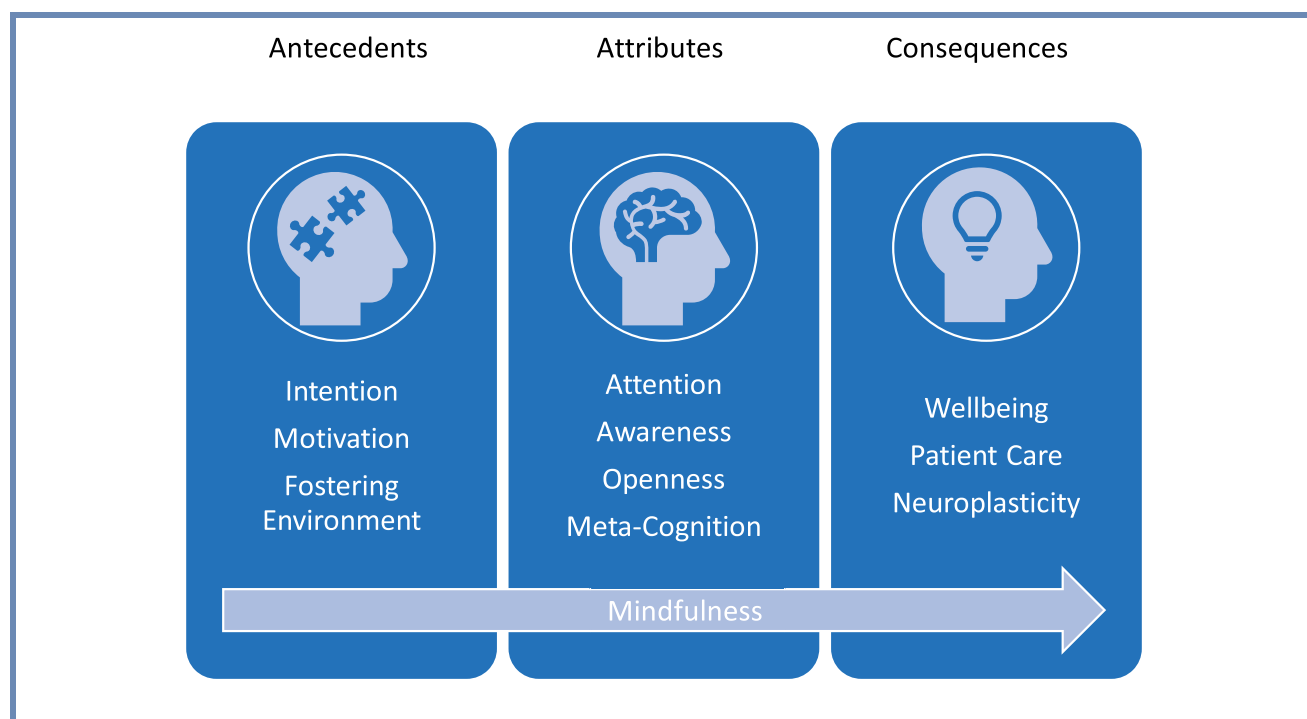 Antecedents
Attributes
Consequences
Intention
Motivation
Fostering
Environment
Attention
Awareness
Openness
Meta-Cognition
Wellbeing
Patient Care
Neuroplasticity
Mindfulness